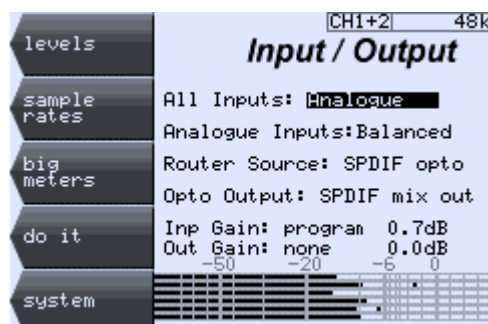 CH1+2 48k
levels
Input / Output
sample
rates
All Inputs: Analogue
Analogue Inputs:Balanced
big
meters
Router Source: SPDIF opto
Opto Output: SPDIF mix out
do it
Inp Gain: program 0.7dB
Out Gain: none 0.0dB
-50 -20 -6 0
system